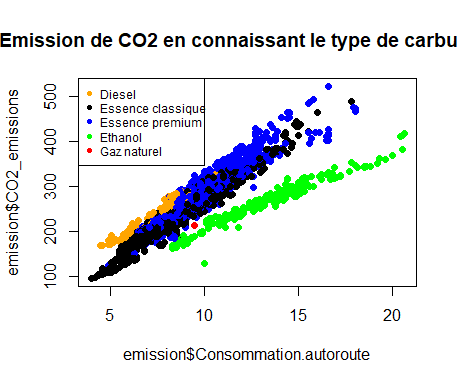 Emission de CO2 en connaissant le type de carbu
Diesel
Essence classique
Essence premium
Ethanol
Gaz naturel
emission$CO2_emissions
500
400
300
200
100
5 10 15 20
emission$Consommation.autoroute